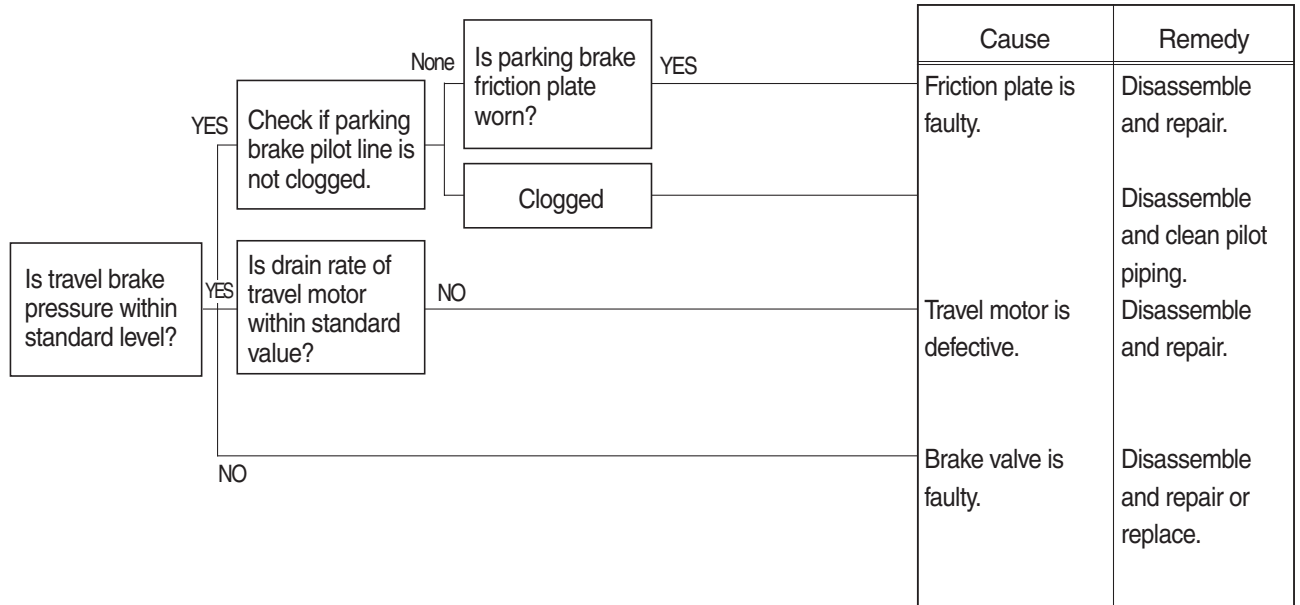 Cause
Remedy
None
Is parking brake
friction plate
worn?
YES
Friction plate is
faulty.
Disassemble
and repair.
YES
Check if parking
brake pilot line is
not clogged.
Clogged
Disassemble
and clean pilot
piping.
Is travel brake
pressure within
standard level?
YES
Is drain rate of
travel motor
within standard
value?
NO
Travel motor is
defective.
Disassemble
and repair.
NO
Brake valve is
faulty.
Disassemble
and repair or
replace.